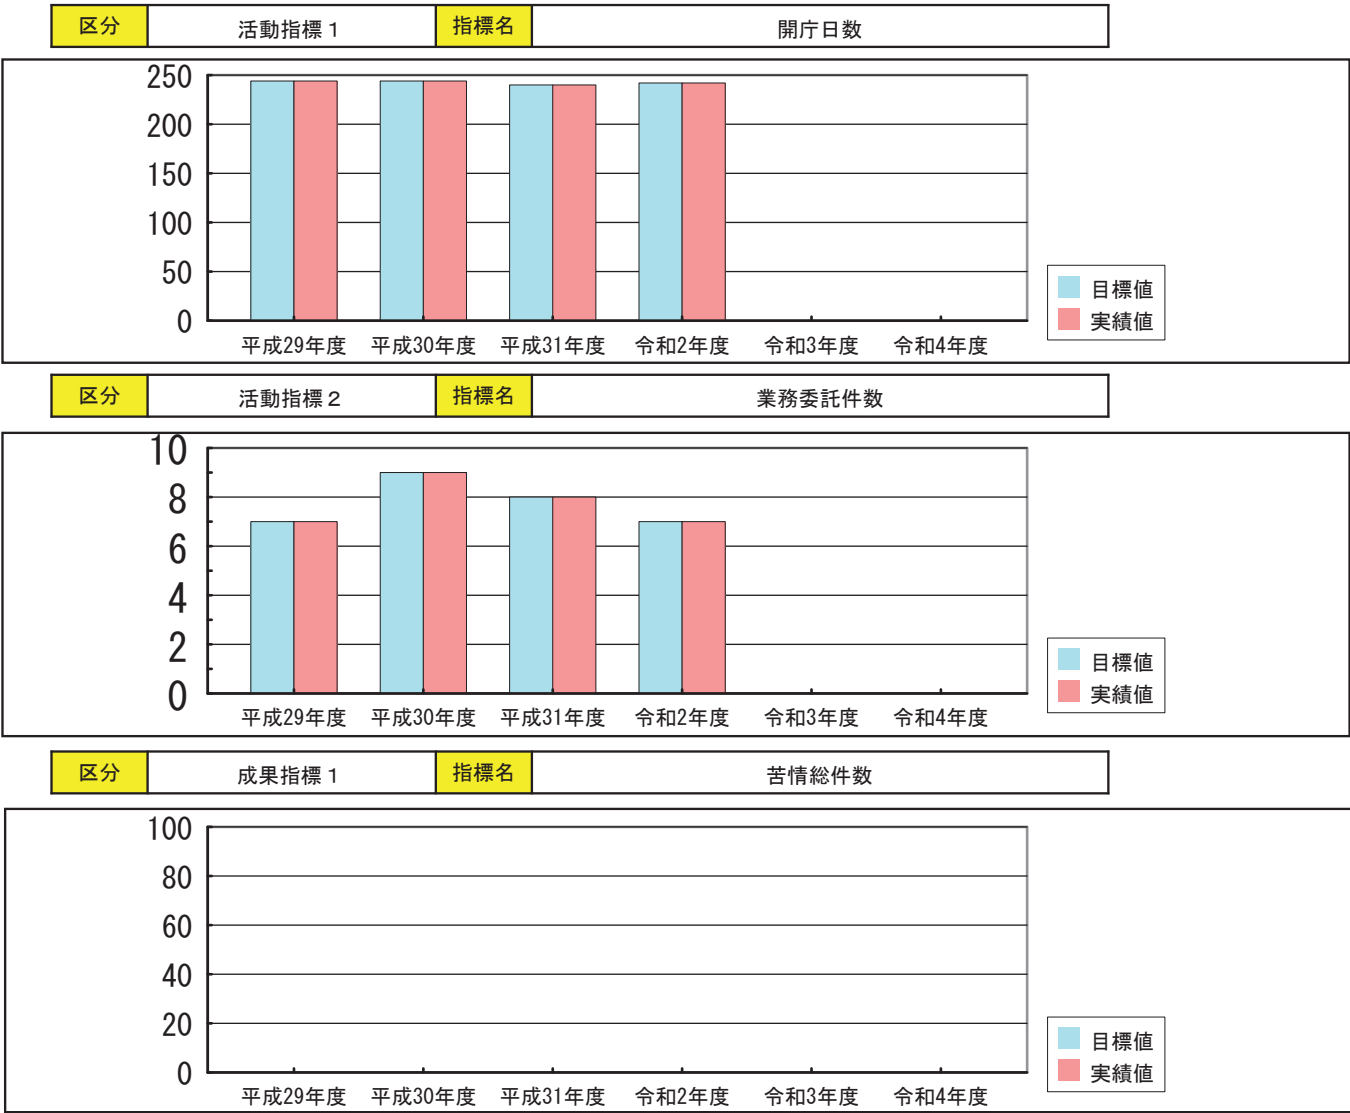 区分 活動指標１ 指標名 開庁日数
250
200
150
100
50
0
平成29年度 平成30年度 平成31年度 令和2年度 令和3年度 令和4年度
目標値
実績値
区分 活動指標２ 指標名 業務委託件数
10
8
6
4
2
0
平成29年度 平成30年度 平成31年度 令和2年度 令和3年度 令和4年度
目標値
実績値
区分 成果指標１ 指標名 苦情総件数
100
80
60
40
20
0
平成29年度 平成30年度 平成31年度 令和2年度 令和3年度 令和4年度
目標値
実績値